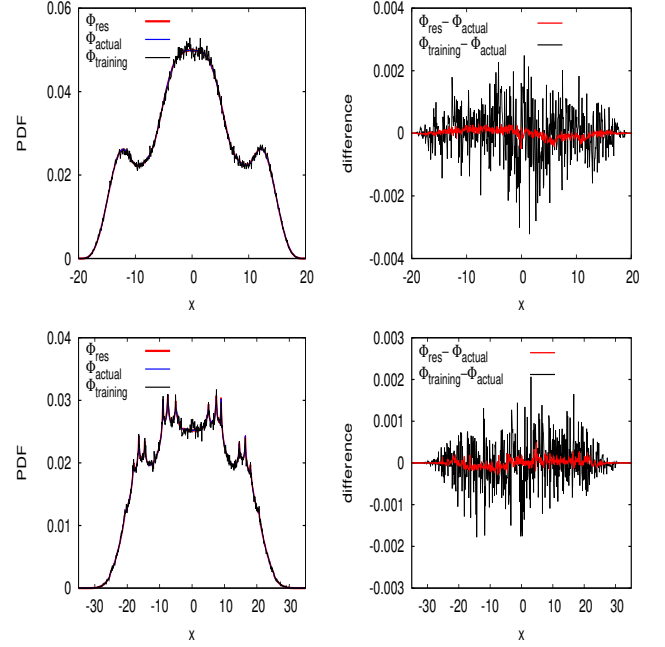 Φres
Φactual
Φtraining
PDF
0.06
0.04
0.02
0
-20 -10 0 10 20
x
Φres− Φactual
Φtraining− Φactual
difference
0.004
0.002
0
-0.002
-0.004
-20 -10 0 10 20
x
Φres
Φactual
Φtraining
PDF
0.04
0.03
0.02
0.01
0
-30 -20 -10 0 10 20 30
x
Φres− Φactual
Φtraining− Φactual
difference
0.003
0.002
0.001
0
-0.001
-0.002
-0.003
-30 -20 -10 0 10 20 30
x